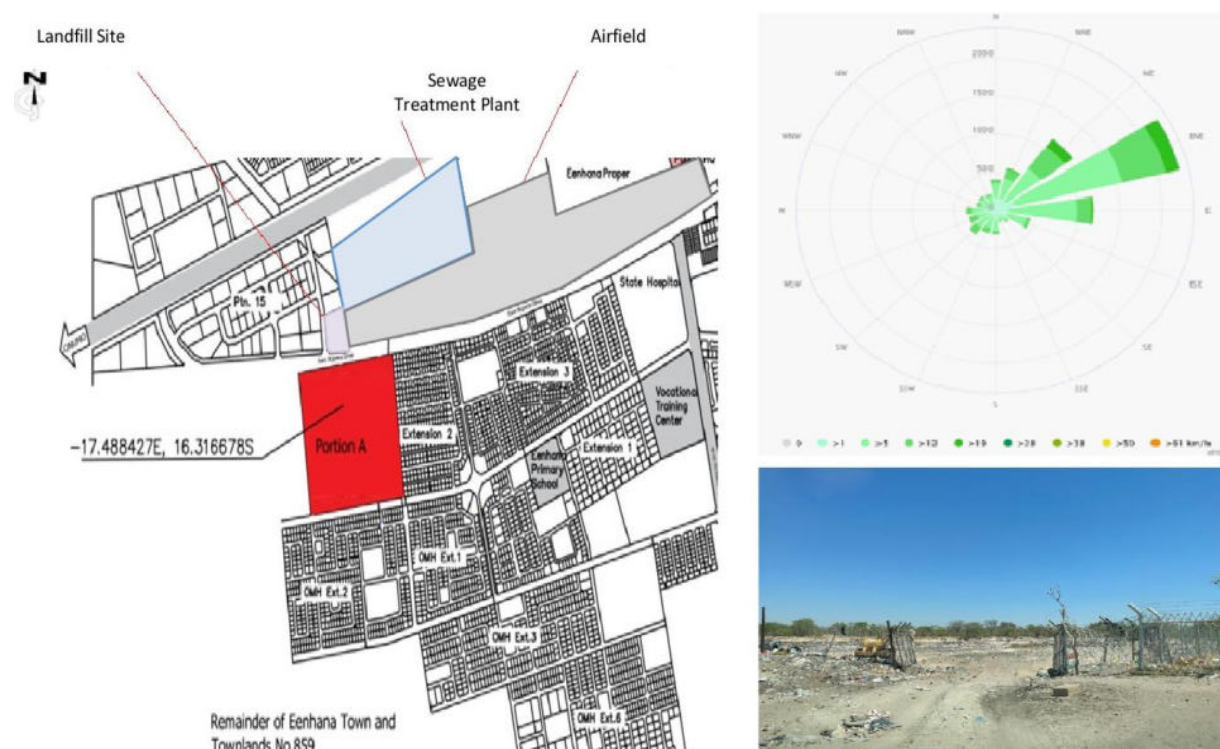 Landfill Site
Airfield
N
Sewage
Treatment Plant
Eenhana Proper
Ptn. 15
State Hospital
Extension 3
Vocational
Training
Center
-17.488427E, 16.316678S
Portion A
Extension 2
Extension 1
Eenhana
Primary
School
OMH Ext.1
OMH Ext.2
OMH Ext.3
OMH Ext.6
Remainder of Eenhana Town and
Townlands No.859
N
NNW
NNE
NW
NE
WNW
ENE
W
E
WSW
ESE
SW
SE
SSW
SSE
S
2000
1500
1000
500
0 >1 >5 >12 >19 >28 >38 >50 >61 km/h